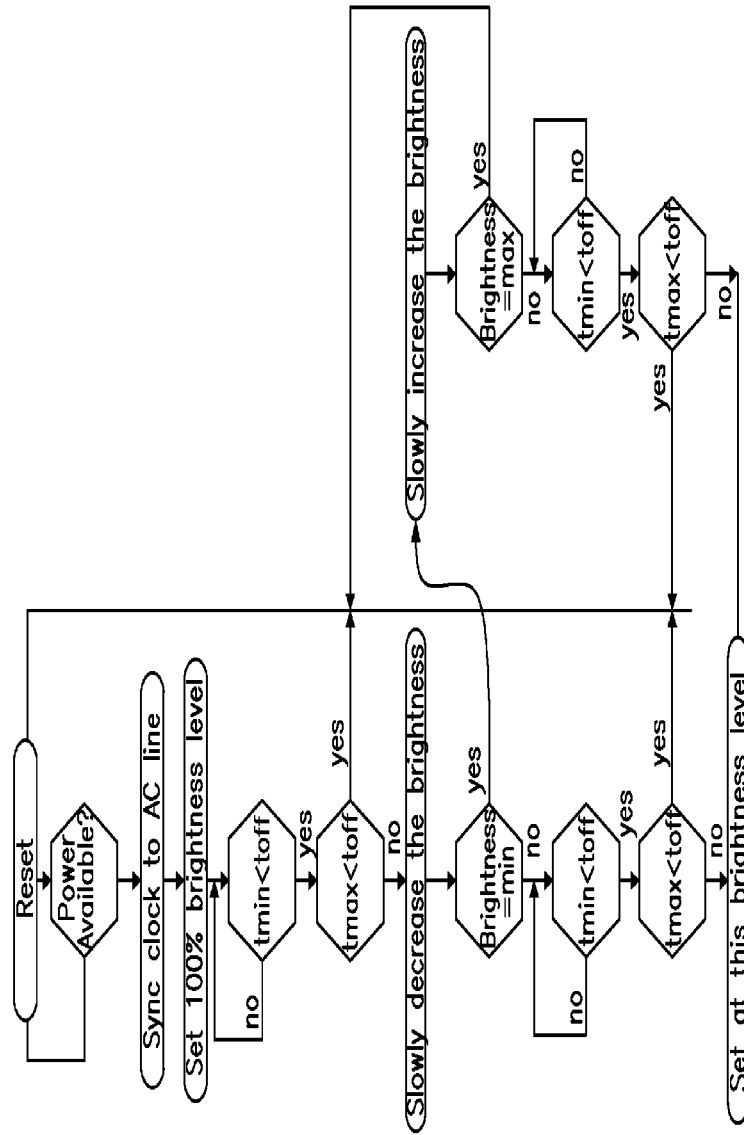 Reset
Power
Available?
Sync clock to AC line
Set 100% brightness level
no
tmin<toff
yes
tmax<toff
yes
no
Slowly decrease the brightness
Brightness
=min
yes
no
no
tmin<toff
yes
tmax<toff
yes
no
Set at this brightness level
Slowly increase the brightness
Brightness
=max
yes
no
tmin<toff
no
yes
tmax<toff
yes
no